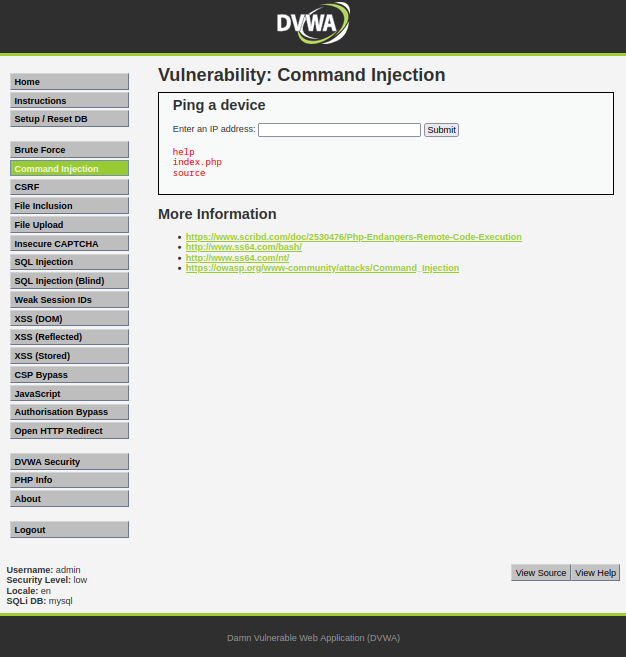 DVWA
Vulnerability: Command Injection
Home
Instructions
Setup / Reset DB
Brute Force
Command Injection
CSRF
File Inclusion
File Upload
Insecure CAPTCHA
SQL Injection
SQL Injection (Blind)
Weak Session IDs
XSS (DOM)
XSS (Reflected)
XSS (Stored)
CSP Bypass
JavaScript
Authorisation Bypass
Open HTTP Redirect
DVWA Security
PHP Info
About
Logout
Ping a device
Enter an IP address: Submit
help
index.php
source
More Information
• https://www.scribd.com/doc/2530476/Php-Endangers-Remote-Code-Execution
• http://www.ss64.com/bash/
• http://www.ss64.com/nt/
• https://owasp.org/www-community/attacks/Command_Injection
Username: admin
Security Level: low
Locale: en
SQLi DB: mysql
View Source View Help
Damn Vulnerable Web Application (DVWA)